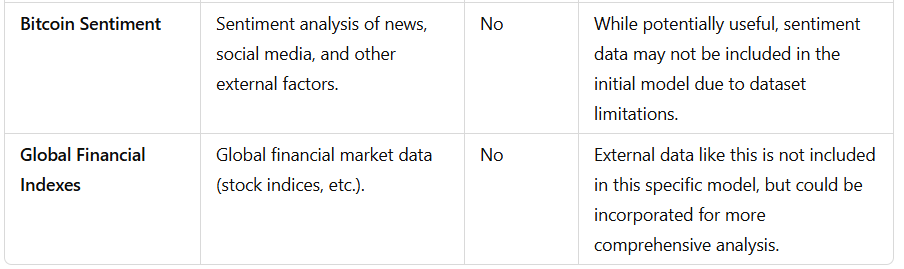 Bitcoin Sentiment
Sentiment analysis of news,
social media, and other
external factors.
No
While potentially useful, sentiment
data may not be included in the
initial model due to dataset
limitations.
Global Financial
Indexes
Global financial market data
(stock indices, etc.).
No
External data like this is not included
in this specific model, but could be
incorporated for more
comprehensive analysis.